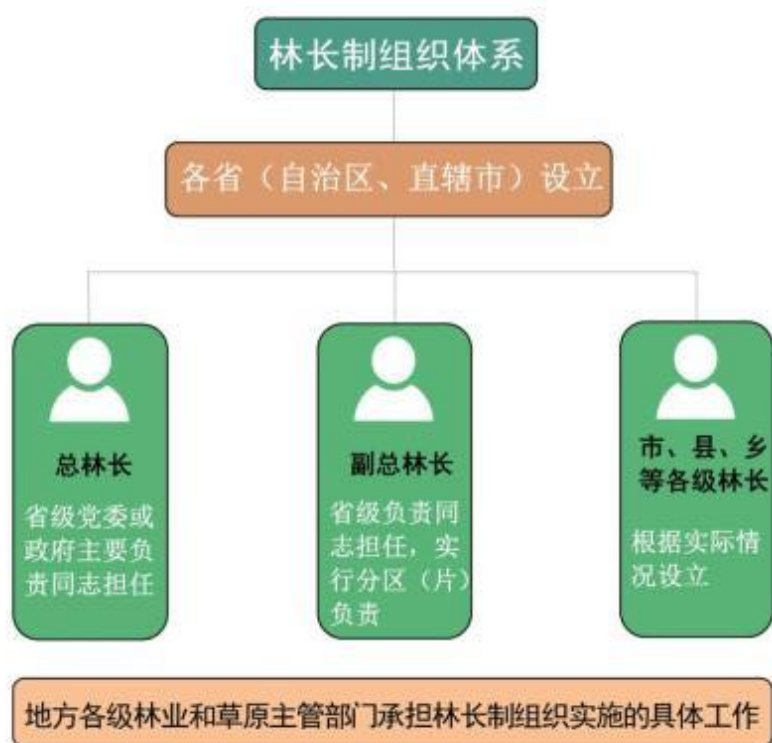 林长制组织体系
各省（自治区、直辖市）设立
总林长
省级党委或
政府主要负
责同志担任
副总林长
省级负责同
志担任，实
行分区（片）
负责
市、县、乡
等各级林长
根据实际情
况设立
地方各级林业和草原主管部门承担林长制组织实施的具体工作